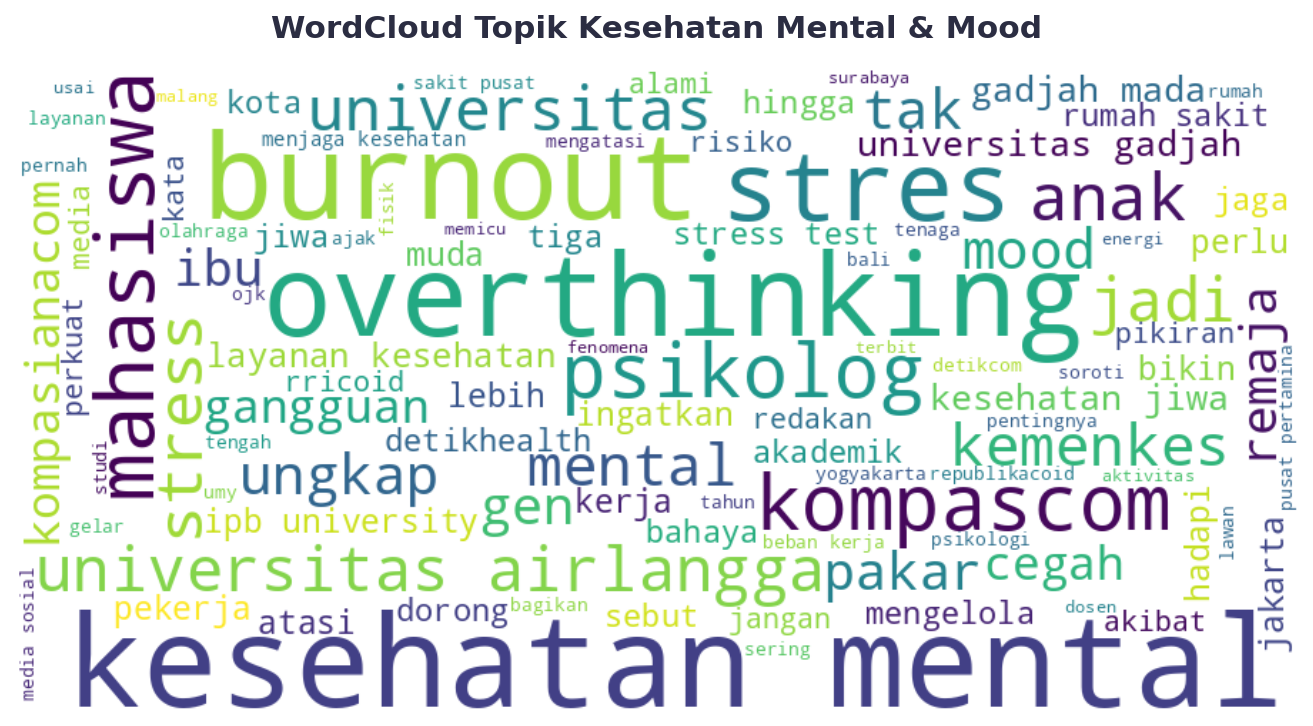 WordCloud Topik Kesehatan Mental & Mood
usai
malang
sakit pusat
alami
surabaya
gadjah mada
rumah
layanan
mahasiswa
kota
universitas
hingga
tak
rumah sakit
pernah
kata
menjaga kesehatan
mengatasi
risiko
universitas gadjah
kompasianacom
media
burnout
fisik
stres
anak
jaga
olahraga
jiwa
ajak
muda
memicu
tiga
stress test
tenaga
mood
energi
perlu
ibu
ojk
overthinking
bali
jadi
perkuat
stress
layanan kesehatan
fenomena
psikolog
terbit
detikcom
soroti
pikiran
bikin
remaja
rricoid
lebih
gangguan
ingatkan
redakan
kesehatan jiwa
pentingnya
pusat pertamina
tengah
detikhealth
akademik
kemenkes
studi
umy
ungkap
mental
yogyakarta
republikacoid
aktivitas
gelar
ipb university
gen
kerja
tahun
kompascom
hadapi
lawan
jakarta
bahaya
beban kerja
psikologi
universitas airlangga
pakar
cegah
media sosial
pekerja
atasi
dorong
bagikan
sebut
jangan
mengelola
dosen
akibat
sering
kesehatan mental